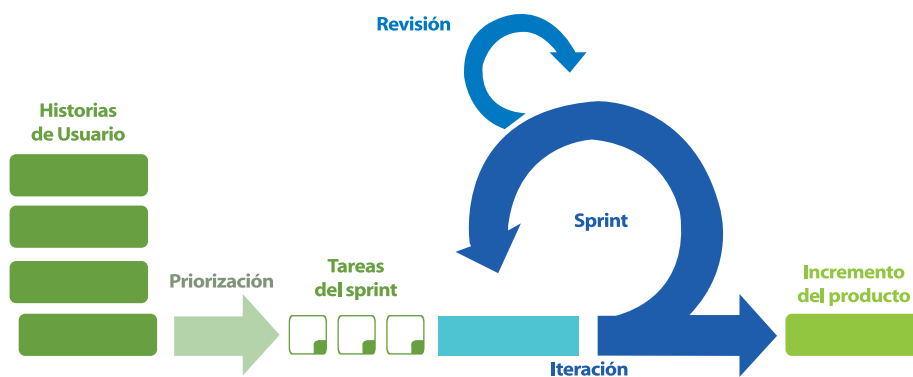 Revisión
Historias
de Usuario
Sprint
Priorización
Tareas
del sprint
Incremento
del producto
Iteración